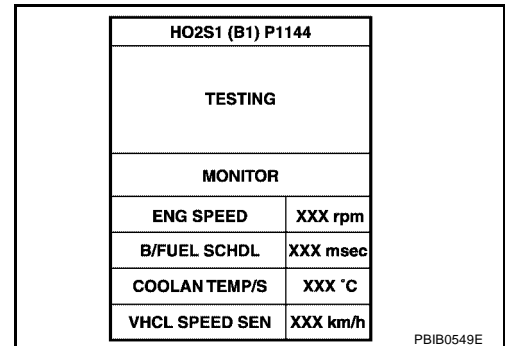 HO2S1 (B1) P1144
TESTING
MONITOR
ENG SPEED XXX rpm
B/FUEL SCHDL XXX msec
COOLAN TEMP/S XXX °C
VHCL SPEED SEN XXX km/h
PBIB0549E